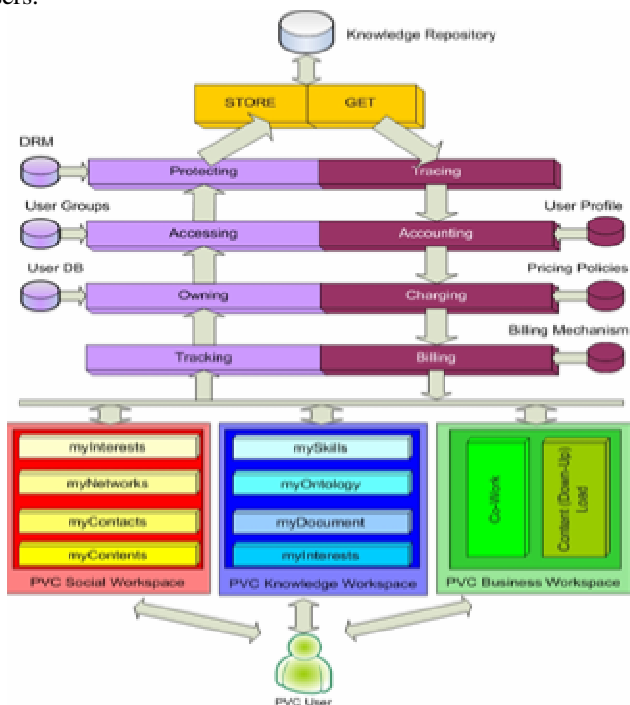 sers.
Knowledge Repository
STORE
GET
DRM
Protecting
Tracing
User Groups
User Profile
Accessing
Accounting
User DB
Pricing Policies
Owning
Charging
Billing Mechanism
Tracking
Billing
myInterests
myNetworks
myContacts
myContents
PVC Social Workspace
mySkills
myOntology
myDocument
myInterests
PVC Knowledge Workspace
Co-Work
Content (Down-Up)
Load
PVC Business Workspace
PVC User